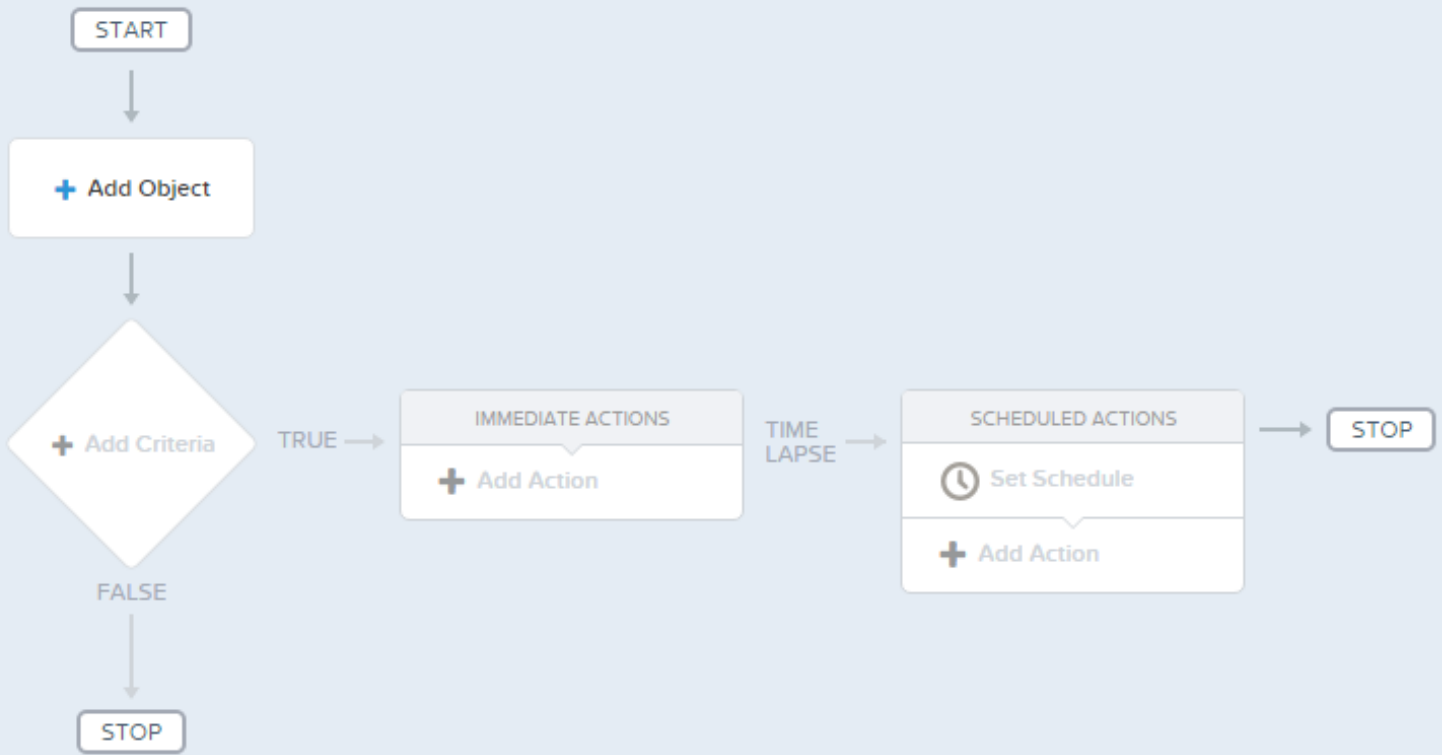 START
Add Object
Add Criteria
TRUE
IMMEDIATE ACTIONS
Add Action
TIME
LAPSE
SCHEDULED ACTIONS
Set Schedule
Add Action
STOP
FALSE
STOP